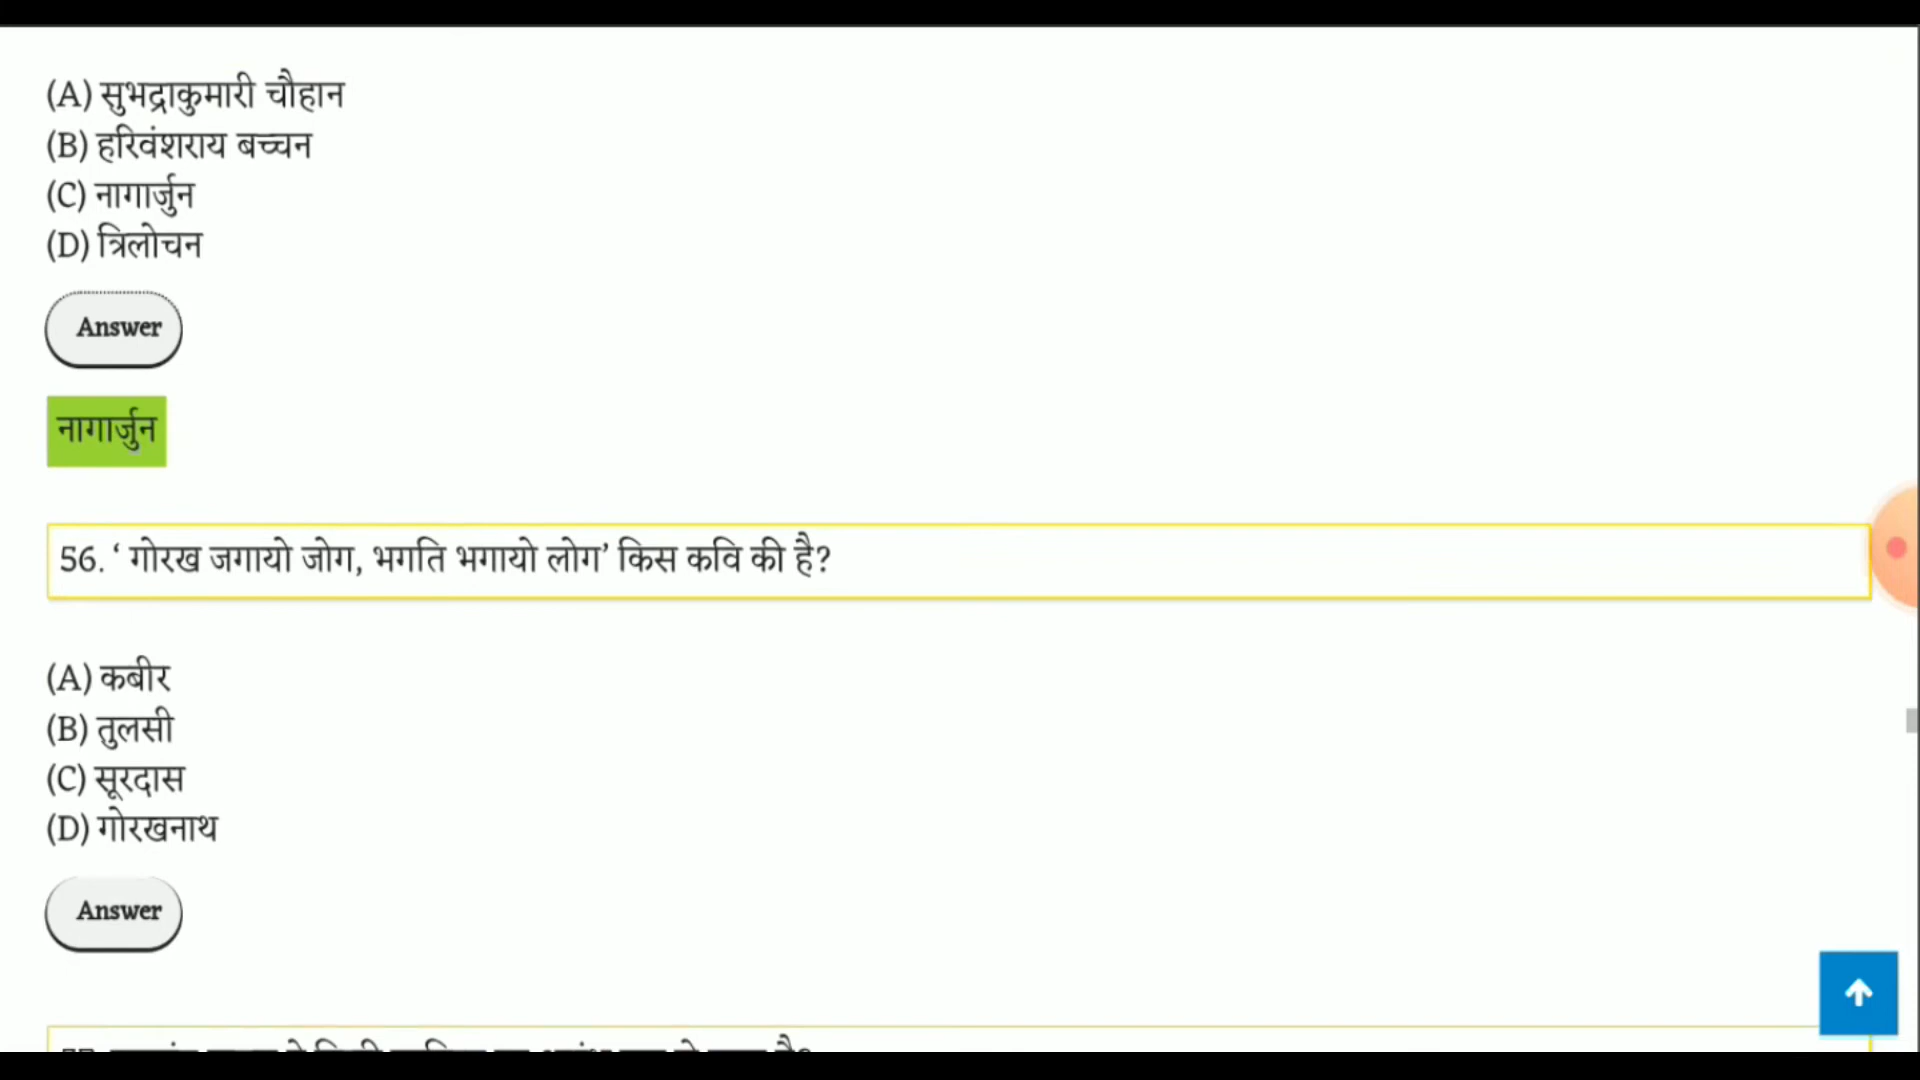 (A) सुभद्राकुमारी चौहान
(B) हरिवंशराय बच्चन
(C) नागार्जुन
(D) त्रिलोचन
Answer
नागार्जुन
56. ‘ गोरख जगायो जोग, भगति भगायो लोग’ किस कवि की है?
(A) कबीर
(B) तुलसी
(C) सूरदास
(D) गोरखनाथ
Answer